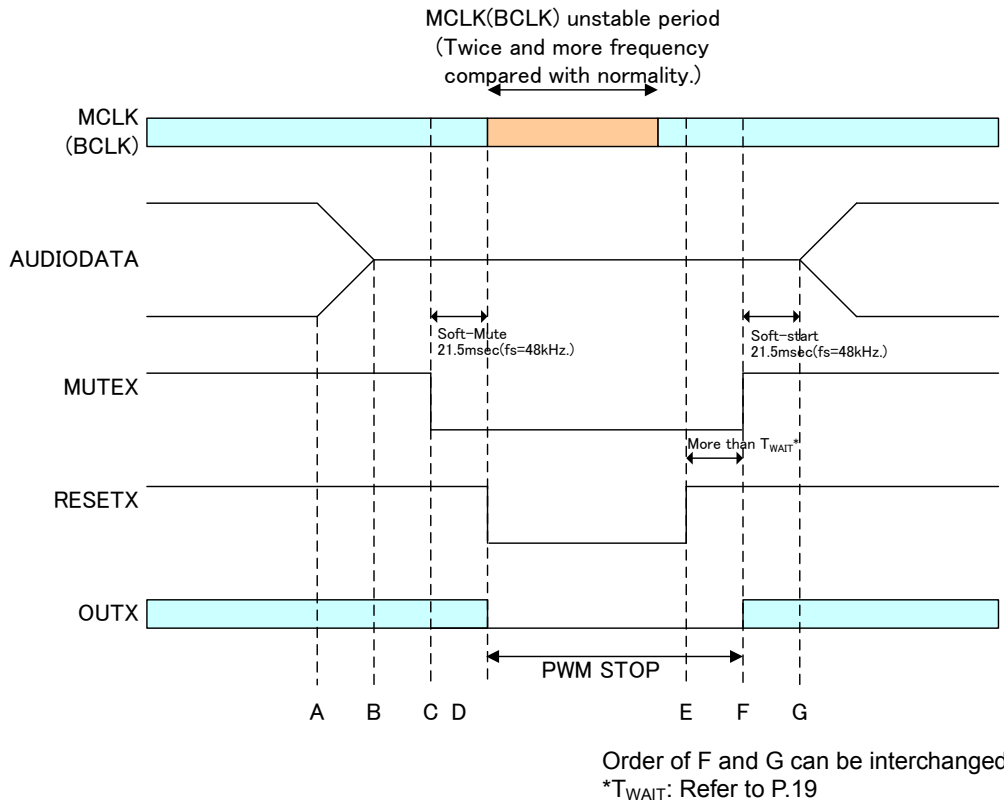 MCLK(BCLK) unstable period
(Twice and more frequency
compared with normality.)
MCLK
(BCLK)
AUDIODATA
Soft-Mute
21.5msec(fs=48kHz.)
Soft-start
21.5msec(fs=48kHz.)
MUTEX
More than TWAIT*
RESETX
OUTX
PWM STOP
A B C D E F G
Order of F and G can be interchanged
*TWAIT: Refer to P.19